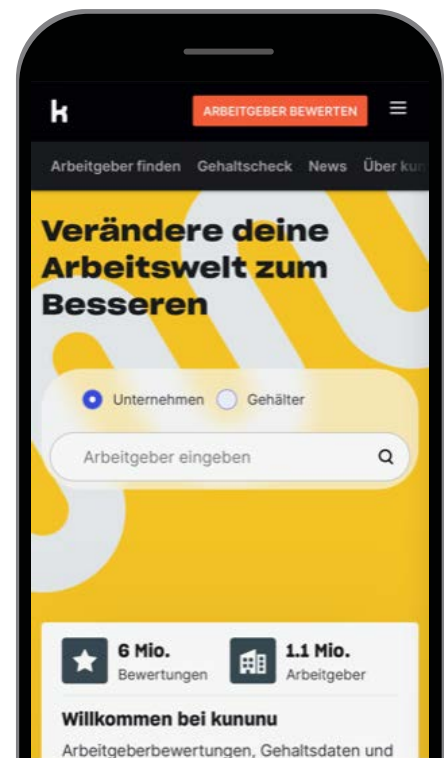 k
ARBEITGEBER BEWERTEN
Arbeitgeber finden Gehaltscheck News Über
Verändere deine
Arbeitswelt zum
Besseren
Unternehmen Gehälter
Arbeitgeber eingeben
6 Mio.
Bewertungen
1.1 Mio.
Arbeitgeber
Willkommen bei kununu
Arbeitgeberbewertungen, Gehaltsdaten und